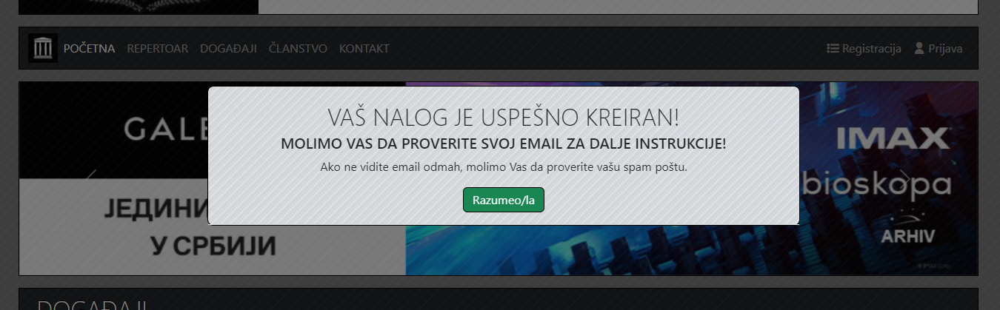 POČETNA REPERTOAR DOGAĐAJI ČLANSTVO KONTAKT Registracija Prijava
VAŠ NALOG JE USPEŠNO KREIRAN!
MOLIMO VAS DA PROVERITE SVOJ EMAIL ZA DALJE INSTRUKCIJE!
Ako ne vidite email odmah, molimo Vas da proverite vašu spam poštu.
Razumeo/la
GALE
ЈЕДИНИ
У СРБИЈИ
IMAX
bioskopa
ARHIV
DOGAĐAJI